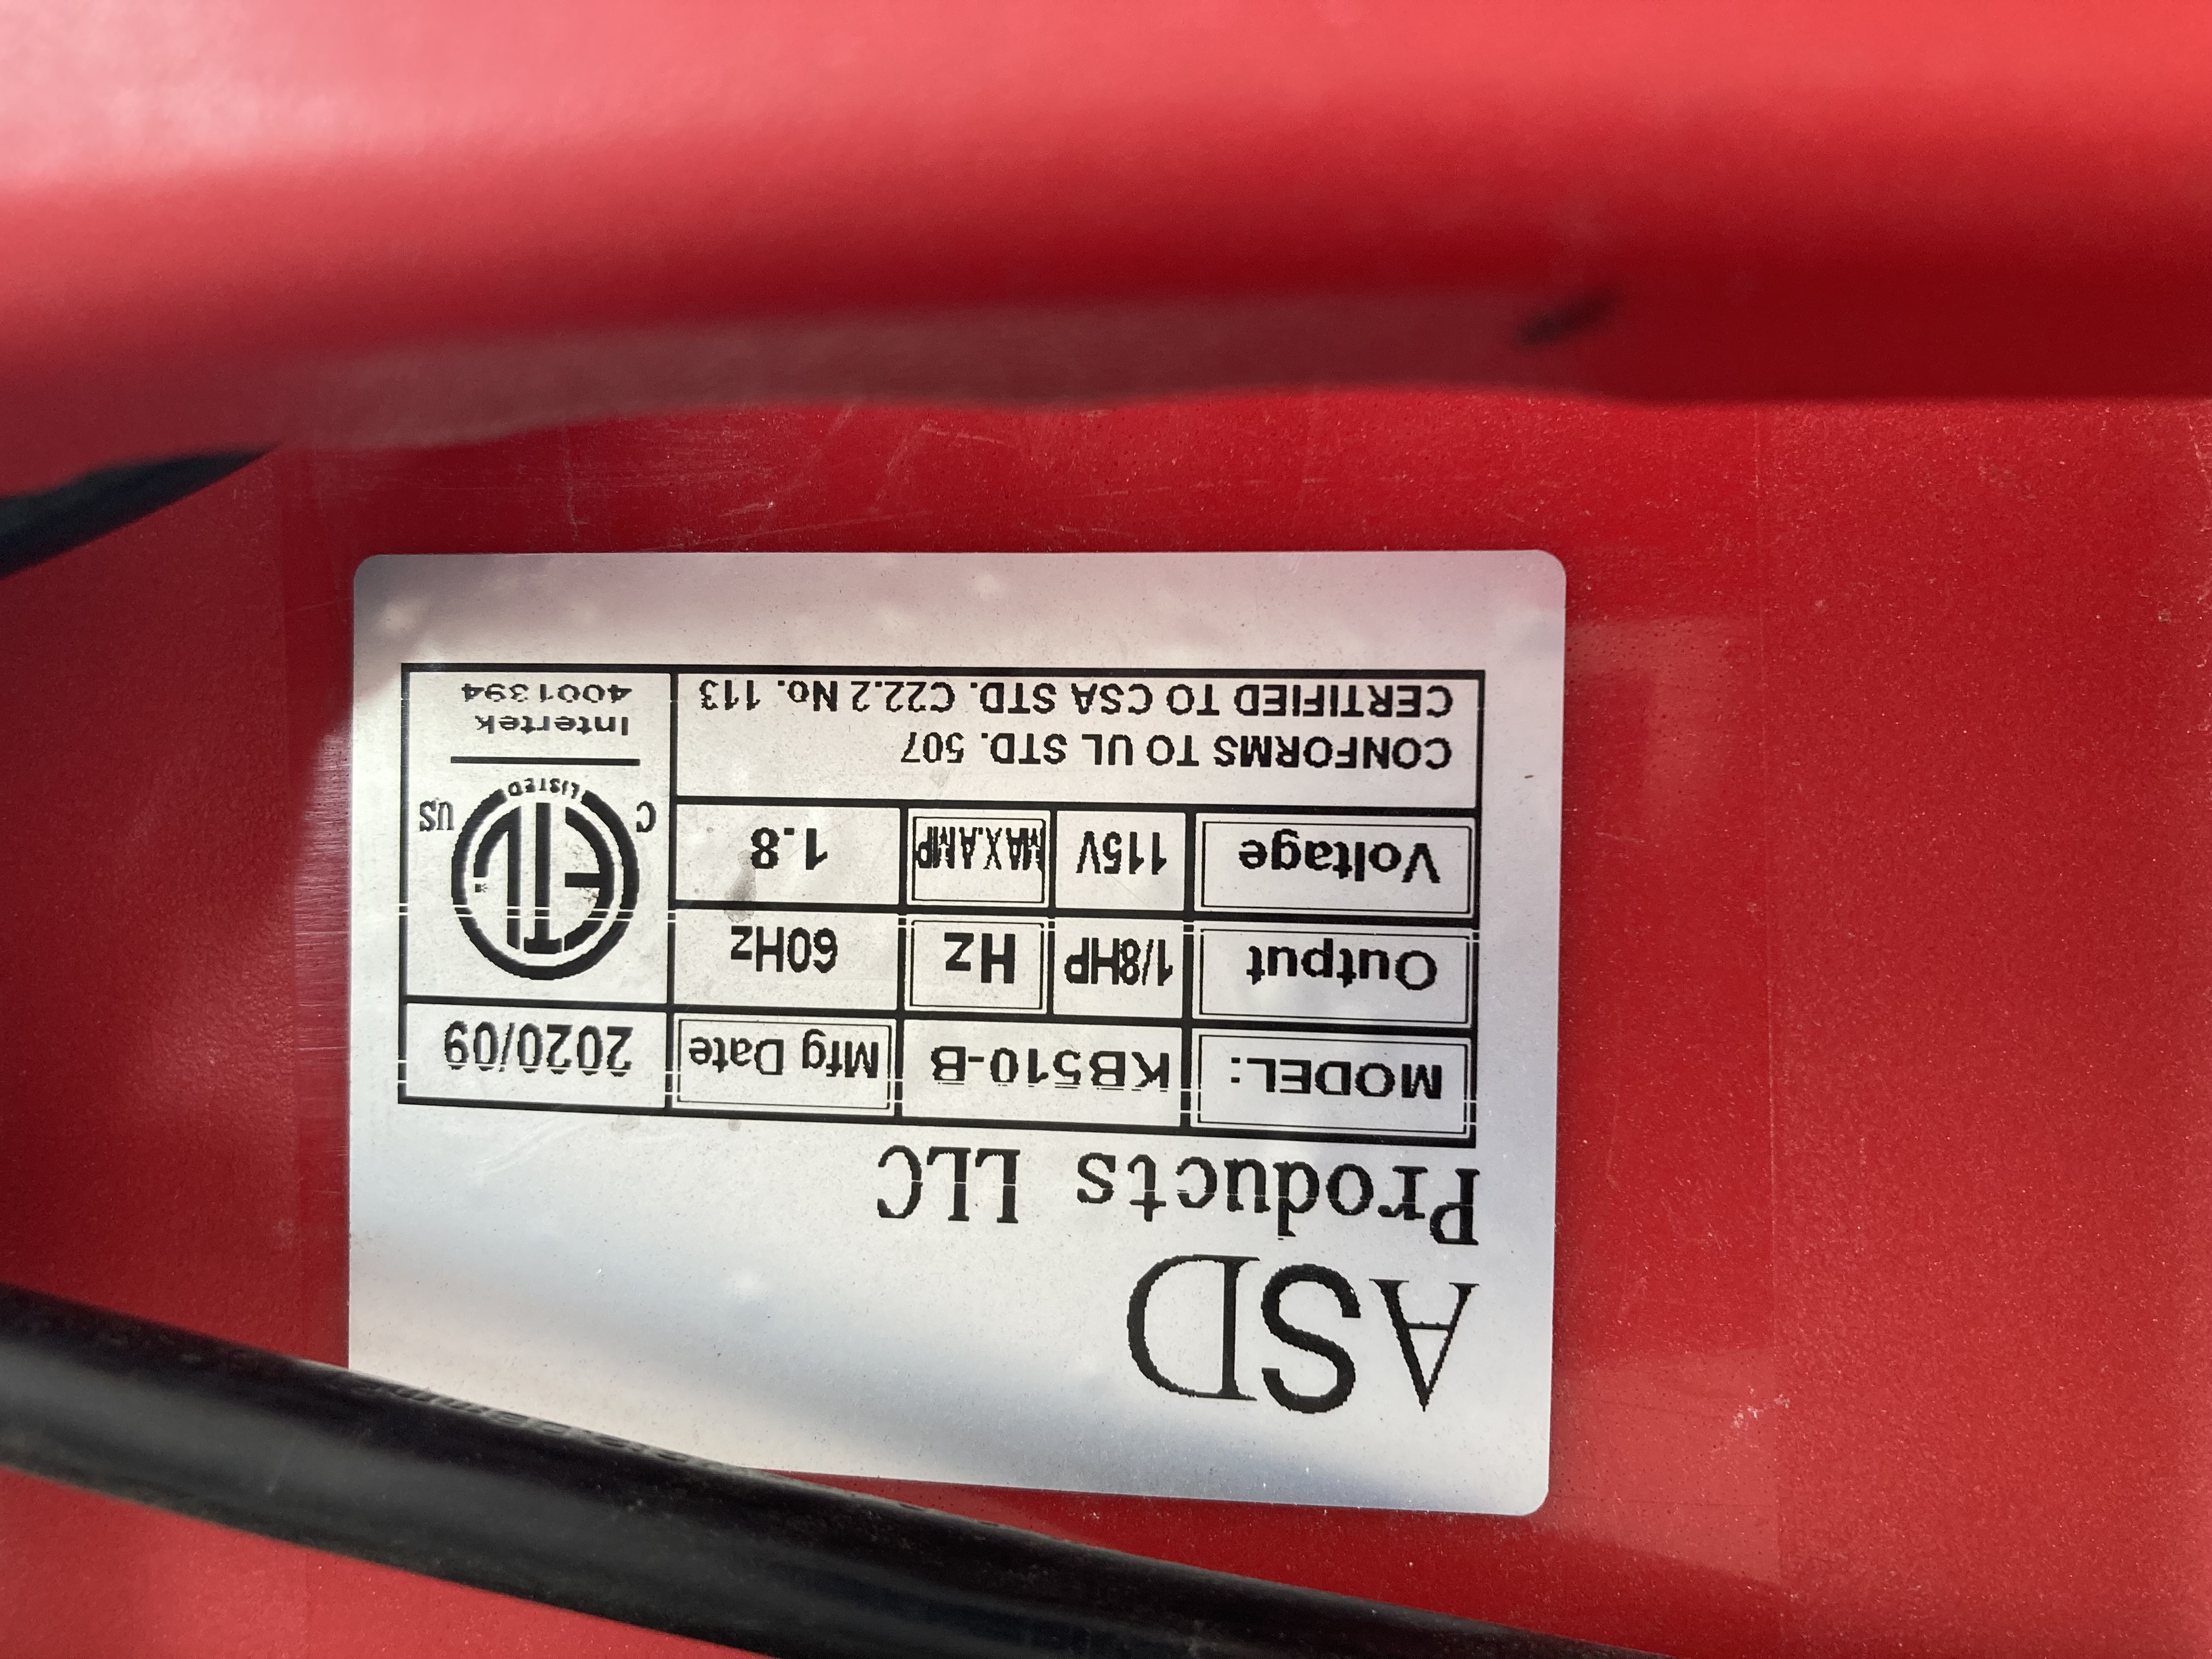 ASD
Products LLC
MODEL: KB510-B Mfg Date 2020/09
Output 1/8HP Hz 60Hz
Voltage 115V MAX.AMP 1.8
CONFORMS TO UL STD. 507
CERTIFIED TO CSA STD. C22.2 No. 113
C ETL US
LISTED
Intertek
4001394